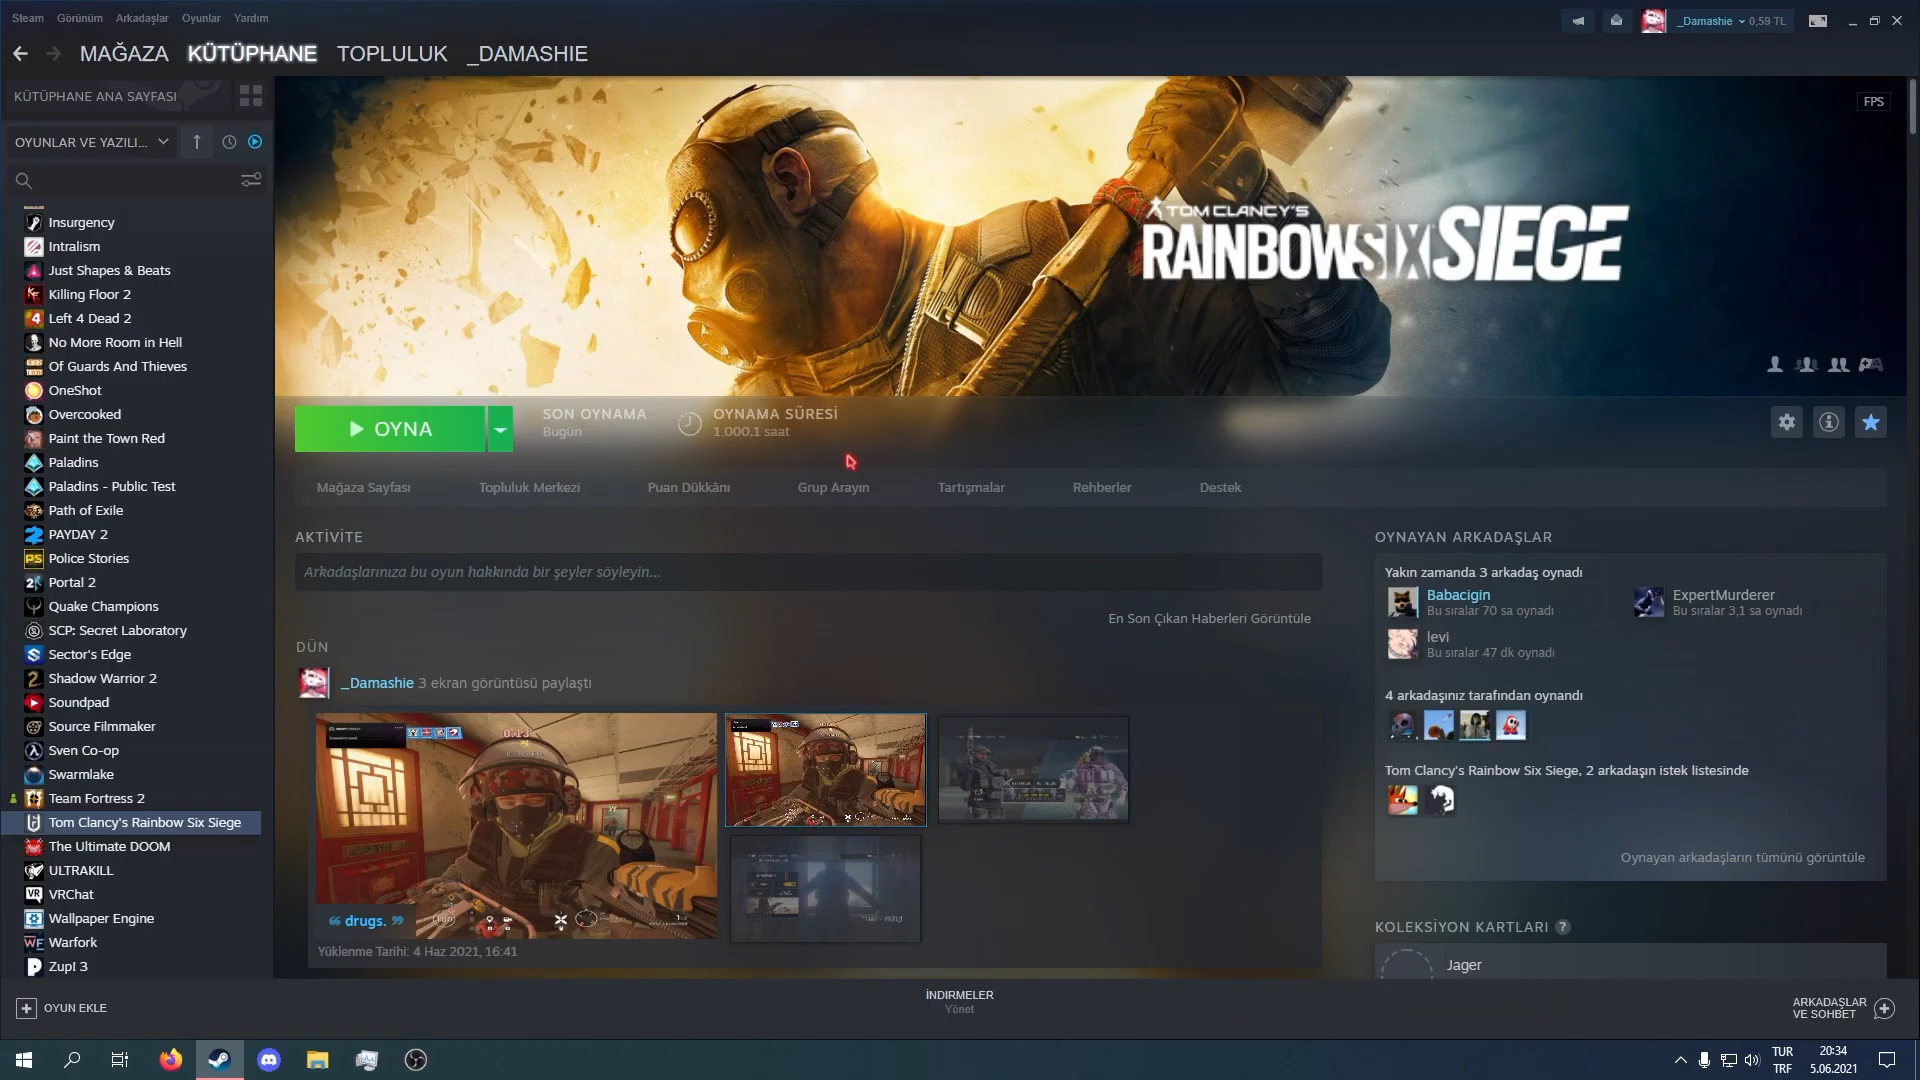 Steam Görünüm Arkadaşlar Oyunlar Yardım
_Damashie 0,59 TL
MAĞAZA KÜTÜPHANE TOPLULUK _DAMASHIE
KÜTÜPHANE ANA SAYFASI
OYUNLAR VE YAZILI...
Insurgency
Intralism
Just Shapes & Beats
Killing Floor 2
Left 4 Dead 2
No More Room in Hell
Of Guards And Thieves
OneShot
Overcooked
Paint the Town Red
Paladins
Paladins - Public Test
Path of Exile
PAYDAY 2
Police Stories
Portal 2
Quake Champions
SCP: Secret Laboratory
Sector's Edge
Shadow Warrior 2
Soundpad
Source Filmmaker
Sven Co-op
Swarmlake
Team Fortress 2
Tom Clancy's Rainbow Six Siege
The Ultimate DOOM
ULTRAKILL
VRChat
Wallpaper Engine
Warfork
Zup! 3
OYUN EKLE
FPS
TOM CLANCY'S
RAINBOW SIX SIEGE
OYNA
SON OYNAMA
Bugün
OYNAMA SÜRESİ
1.000,1 saat
Mağaza Sayfası Topluluk Merkezi Puan Dükkânı Grup Arayın Tartışmalar Rehberler Destek
AKTİVİTE
Arkadaşlarınıza bu oyun hakkında bir şeyler söyleyin...
En Son Çıkan Haberleri Görüntüle
DÜN
_Damashie 3 ekran görüntüsü paylaştı
0:13
drugs.
Yüklenme Tarihi: 4 Haz 2021, 16:41
OYNAYAN ARKADAŞLAR
Yakın zamanda 3 arkadaş oynadı
Babacigin
Bu sıralar 70 sa oynadı
ExpertMurderer
Bu sıralar 3,1 sa oynadı
levi
Bu sıralar 47 dk oynadı
4 arkadaşınız tarafından oynandı
Tom Clancy's Rainbow Six Siege, 2 arkadaşın istek listesinde
Oynayan arkadaşların tümünü görüntüle
KOLEKSİYON KARTLARI ?
Jager
İNDİRMELER
Yönet
ARKADAŞLAR
VE SOHBET
TUR
TRF
20:34
5.06.2021